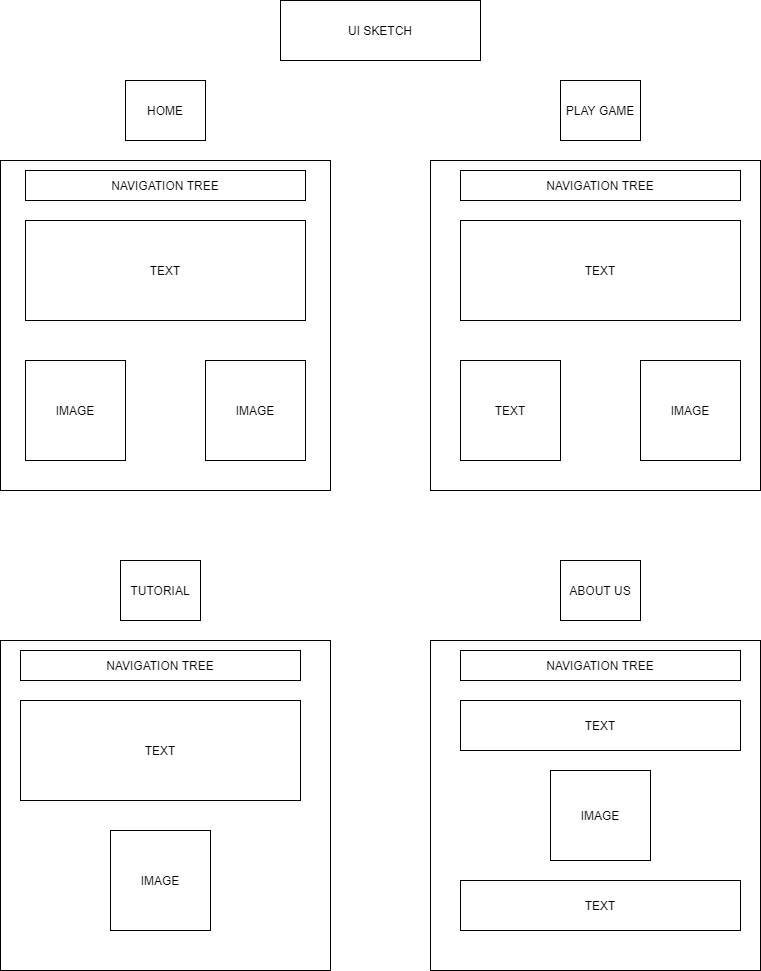 UI SKETCH
HOME
NAVIGATION TREE
TEXT
IMAGE
IMAGE
PLAY GAME
NAVIGATION TREE
TEXT
TEXT
IMAGE
TUTORIAL
NAVIGATION TREE
TEXT
IMAGE
ABOUT US
NAVIGATION TREE
TEXT
IMAGE
TEXT